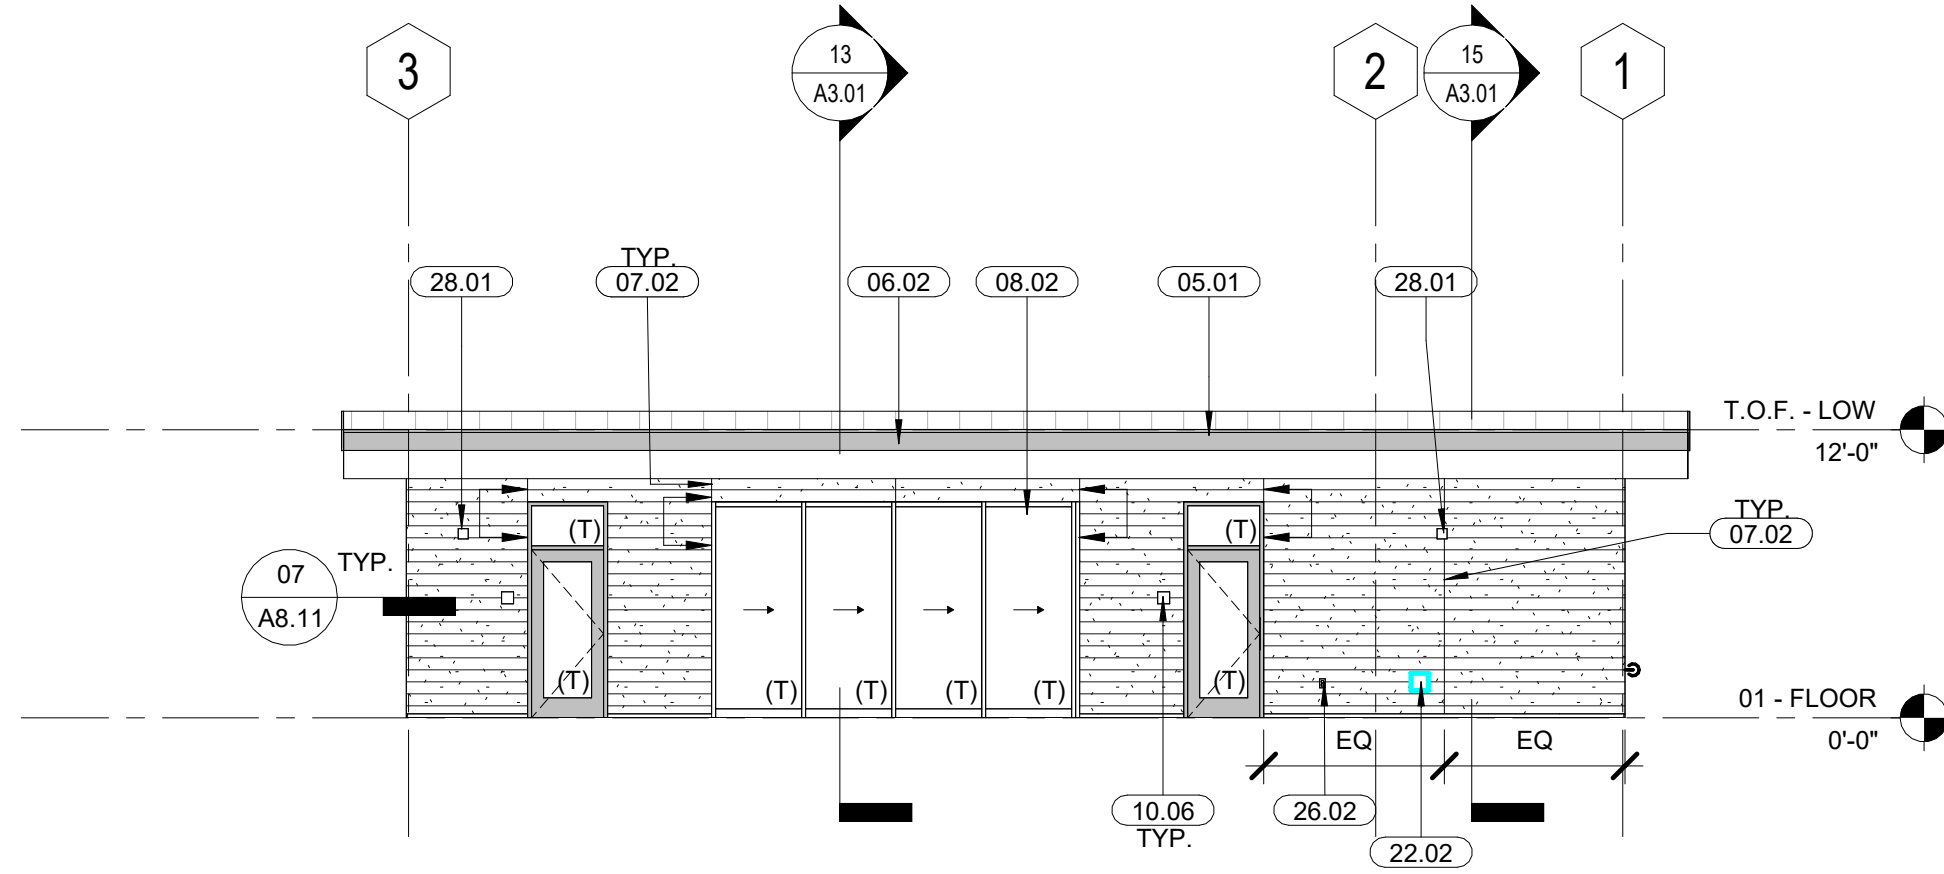 3
13
A3.01
2
15
A3.01
1
28.01
TYP.
07.02
06.02
08.02
05.01
28.01
T.O.F. - LOW
12'-0"
TYP.
07.02
(T)
(T)
07
A8.11
TYP.
(T)
(T)
(T)
(T)
(T)
(T)
01 - FLOOR
0'-0"
EQ
EQ
10.06
TYP.
26.02
22.02